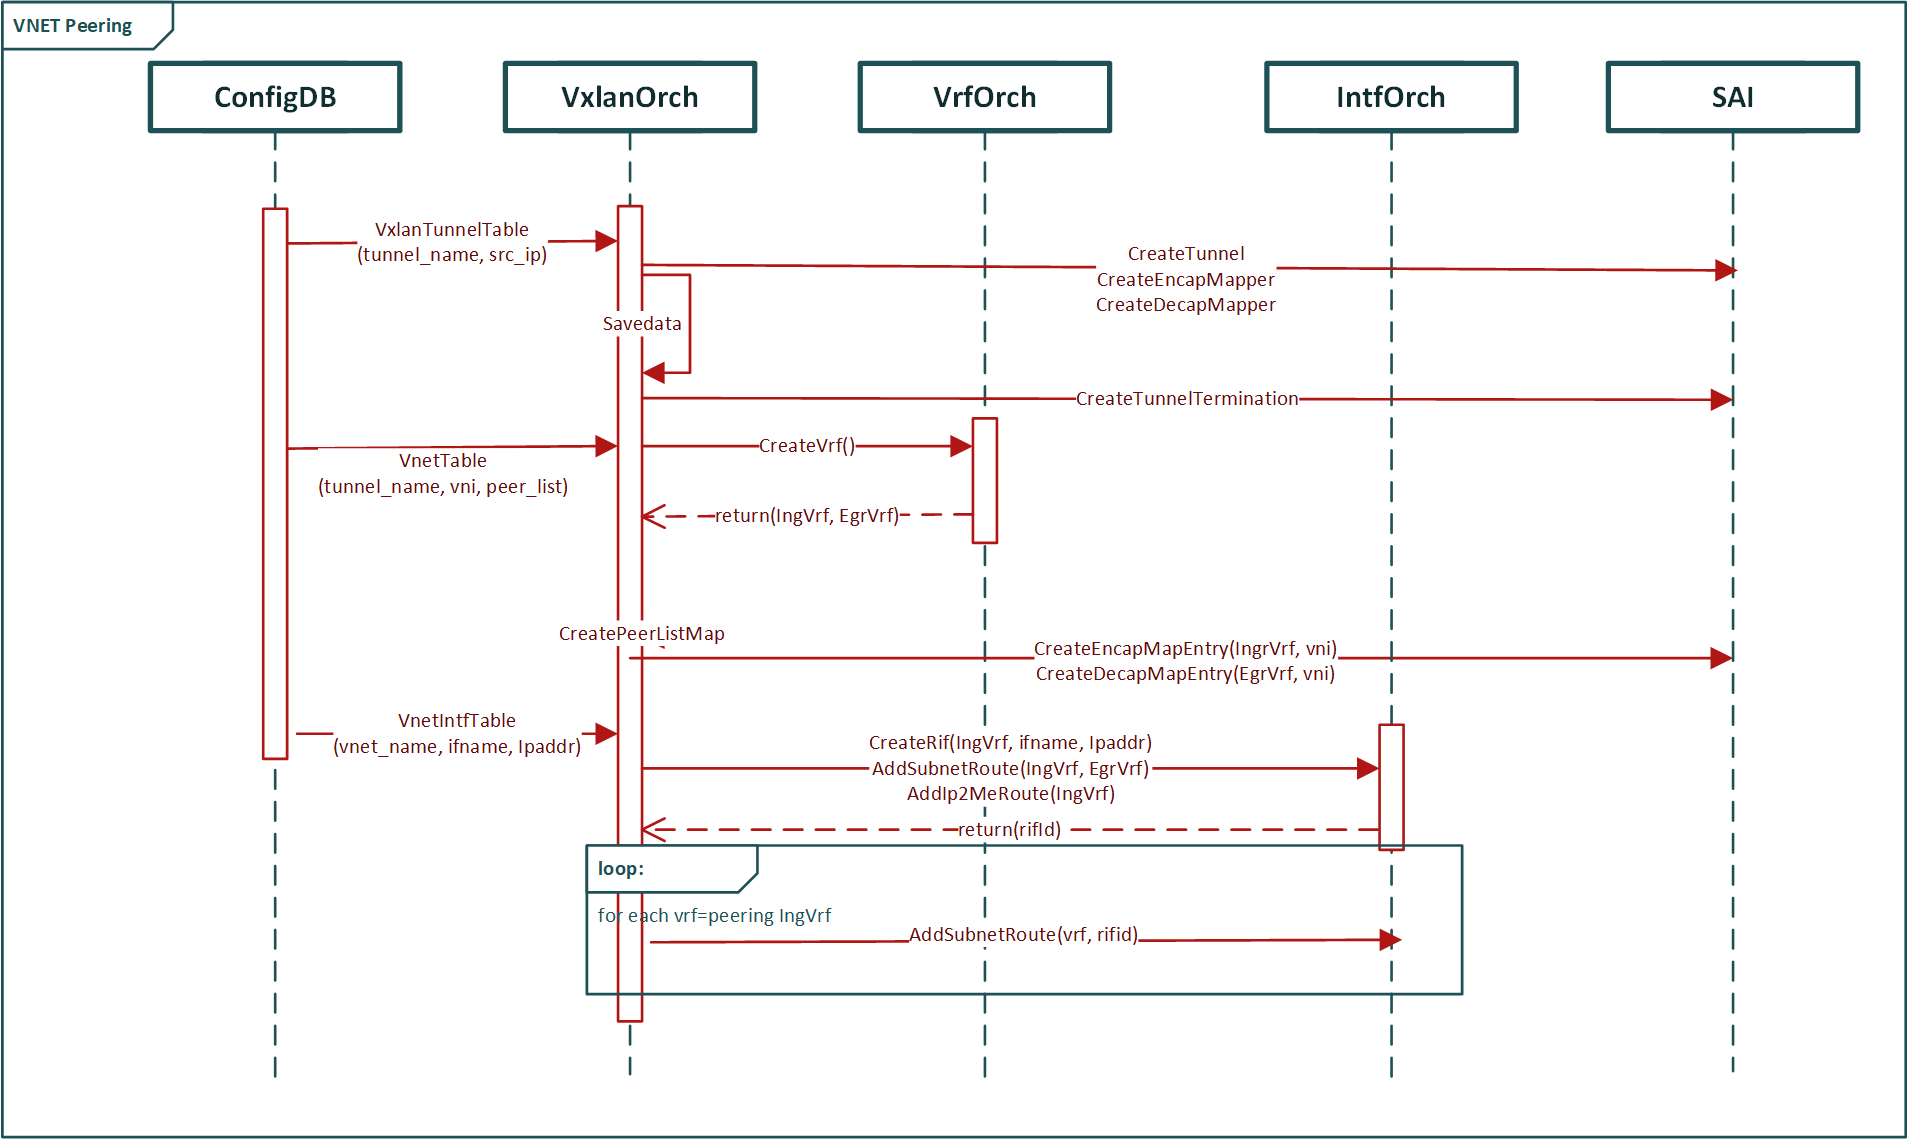 VNET Peering
ConfigDB
VxlanOrch
VrfOrch
IntfOrch
SAI
VxlanTunnelTable
(tunnel_name, src_ip)
CreateTunnel
CreateEncapMapper
CreateDecapMapper
Savedata
CreateTunnelTermination
VnetTable
(tunnel_name, vni, peer_list)
CreateVrf()
return(IngVrf, EgrVrf)
CreatePeerListMap
CreateEncapMapEntry(IngrVrf, vni)
CreateDecapMapEntry(EgrVrf, vni)
VnetIntfTable
(vnet_name, ifname, Ipaddr)
CreateRif(IngVrf, ifname, Ipaddr)
AddSubnetRoute(IngVrf, EgrVrf)
AddIp2MeRoute(IngVrf)
return(rifId)
loop:
for each vrf=peering IngVrf
AddSubnetRoute(vrf, rifid)